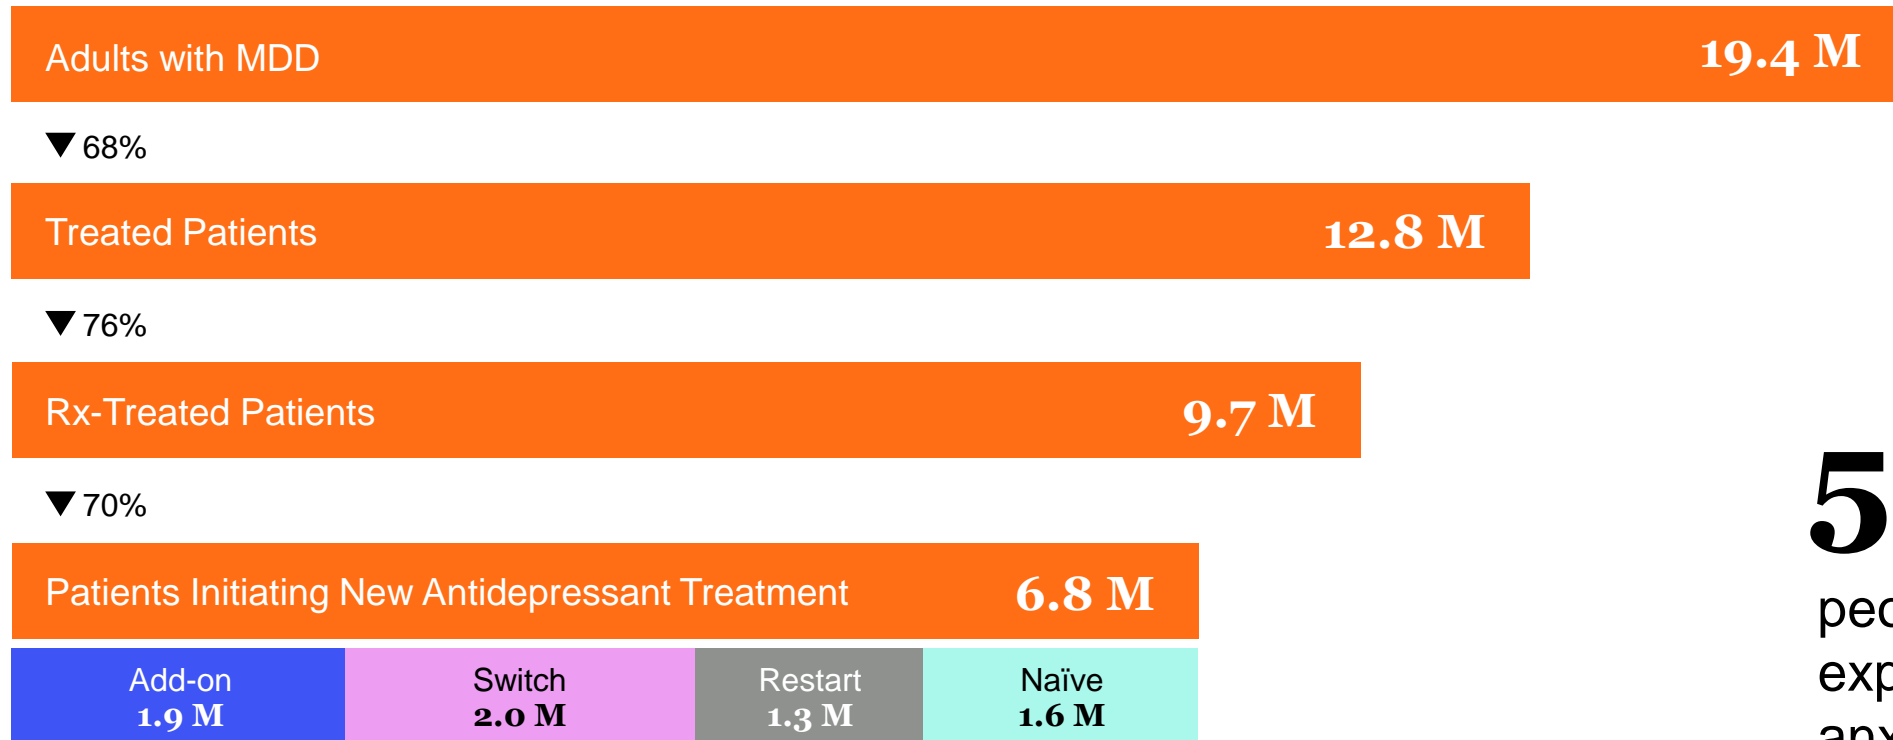 Adults with MDD 19.4 M
▼ 68%
Treated Patients 12.8 M
▼ 76%
Rx-Treated Patients 9.7 M
▼ 70%
Patients Initiating New Antidepressant Treatment 6.8 M
Add-on Switch Restart Naïve
1.9 M 2.0 M 1.3 M 1.6 M
5